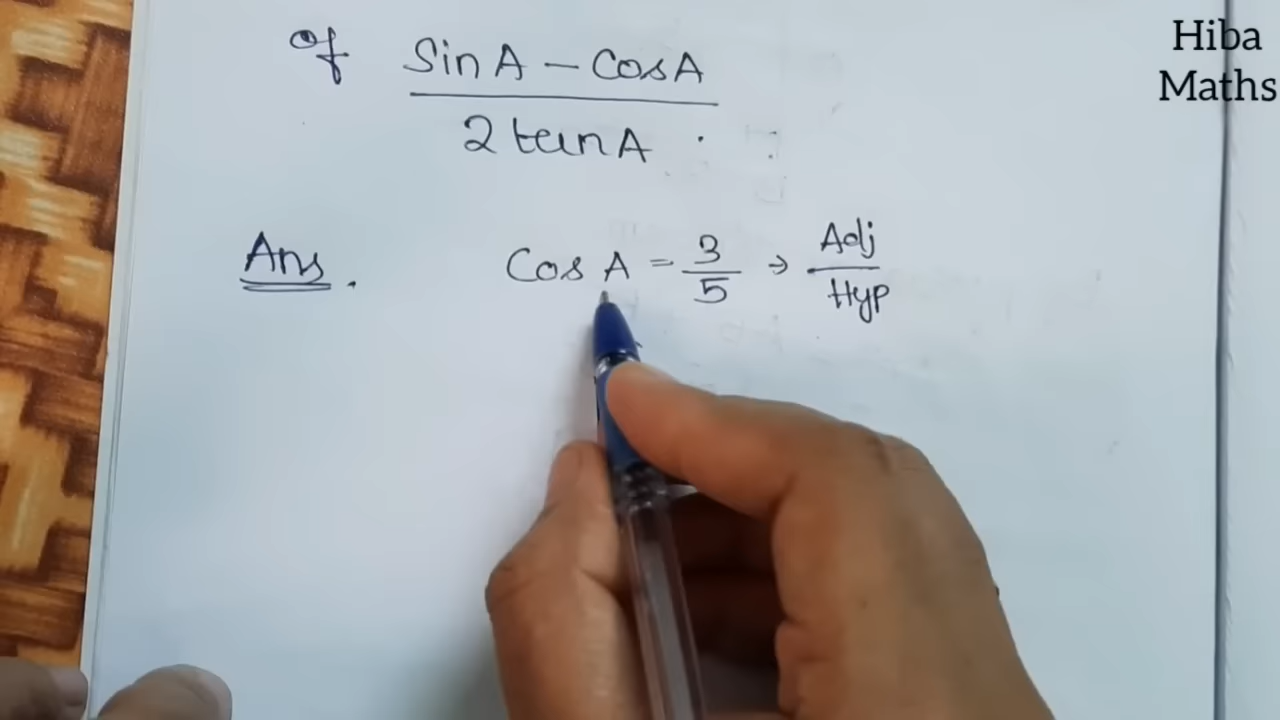 Hiba
Maths
of Sin A - Cos A
2 tan A .
Ans. Cos A = 3/5 → Adj/Hyp